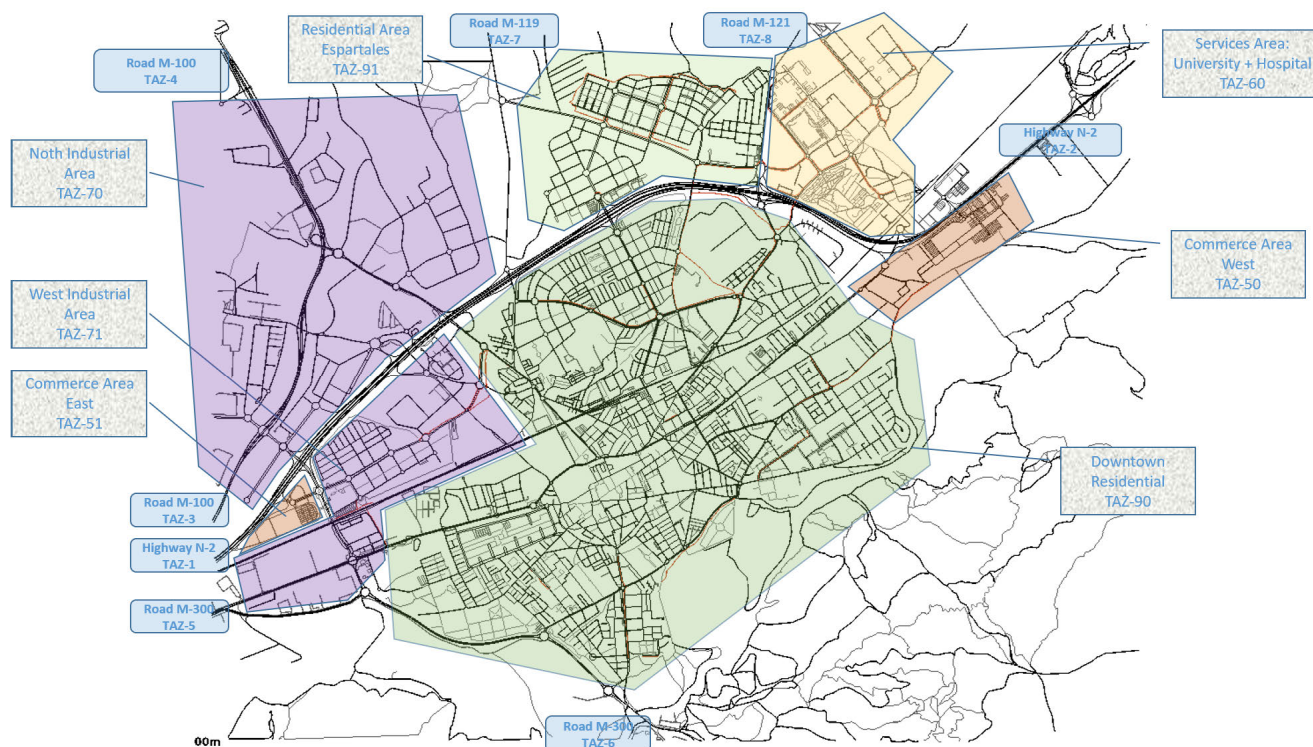 Road M-119
TAZ-7
Road M-121
TAZ-8
Residential Area
Espartales
TAZ-91
Services Area:
University + Hospital
TAZ-60
Road M-100
TAZ-4
Highway N-2
TAZ-2
Noth Industrial
Area
TAZ-70
Commerce Area
West
TAZ-50
West Industrial
Area
TAZ-71
Commerce Area
East
TAZ-51
Downtown
Residential
TAZ-90
Road M-100
TAZ-3
Highway N-2
TAZ-1
Road M-300
TAZ-5
Road M-300
TAZ-6
00m